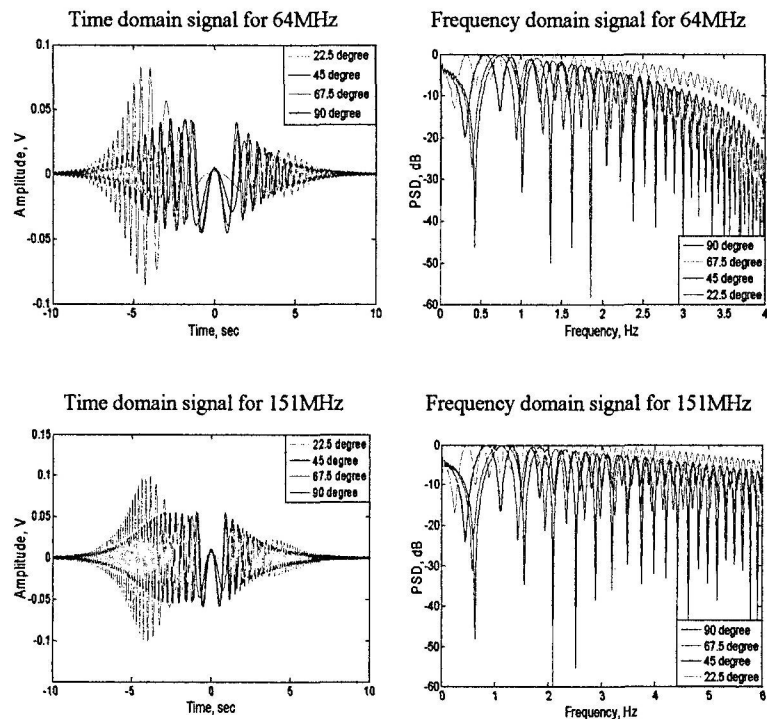 Time domain signal for 64MHz
Amplitude, V
0.1
0.05
0
-0.05
-0.1
-10
-5
0
5
10
Time, sec
22.5 degree
45 degree
67.5 degree
90 degree
Frequency domain signal for 64MHz
PSD, dB
0
-10
-20
-30
-40
-50
-60
0
0.5
1
1.5
2
2.5
3
3.5
4
Frequency, Hz
90 degree
67.5 degree
45 degree
22.5 degree
Time domain signal for 151MHz
Amplitude, V
0.15
0.1
0.05
0
-0.05
-0.1
-10
-5
0
5
10
Time, sec
22.5 degree
45 degree
67.5 degree
90 degree
Frequency domain signal for 151MHz
PSD, dB
0
-10
-20
-30
-40
-50
-60
0
1
2
3
4
5
6
Frequency, Hz
90 degree
67.5 degree
45 degree
22.5 degree